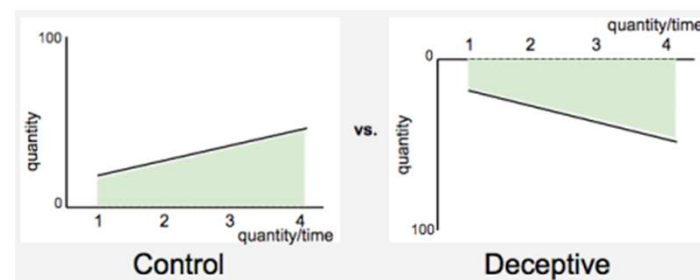 100
quantity
0
1 2 3 4
quantity/time
Control
vs.
quantity/time
1 2 3 4
0
quantity
100
Deceptive